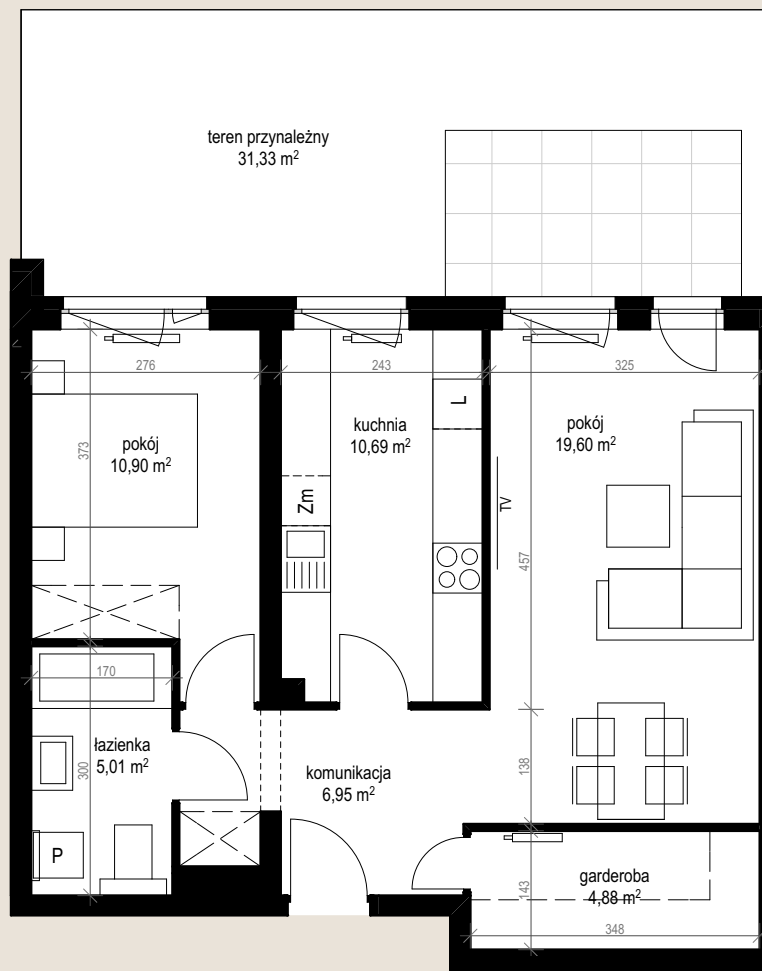 teren przynależny
31,33 m²
276
243
325
L
pokój
10,90 m²
kuchnia
10,69 m²
pokój
19,60 m²
373
Zm
TV
457
170
łazienka
5,01 m²
300
komunikacja
6,95 m²
138
P
garderoba
4,88 m²
143
348